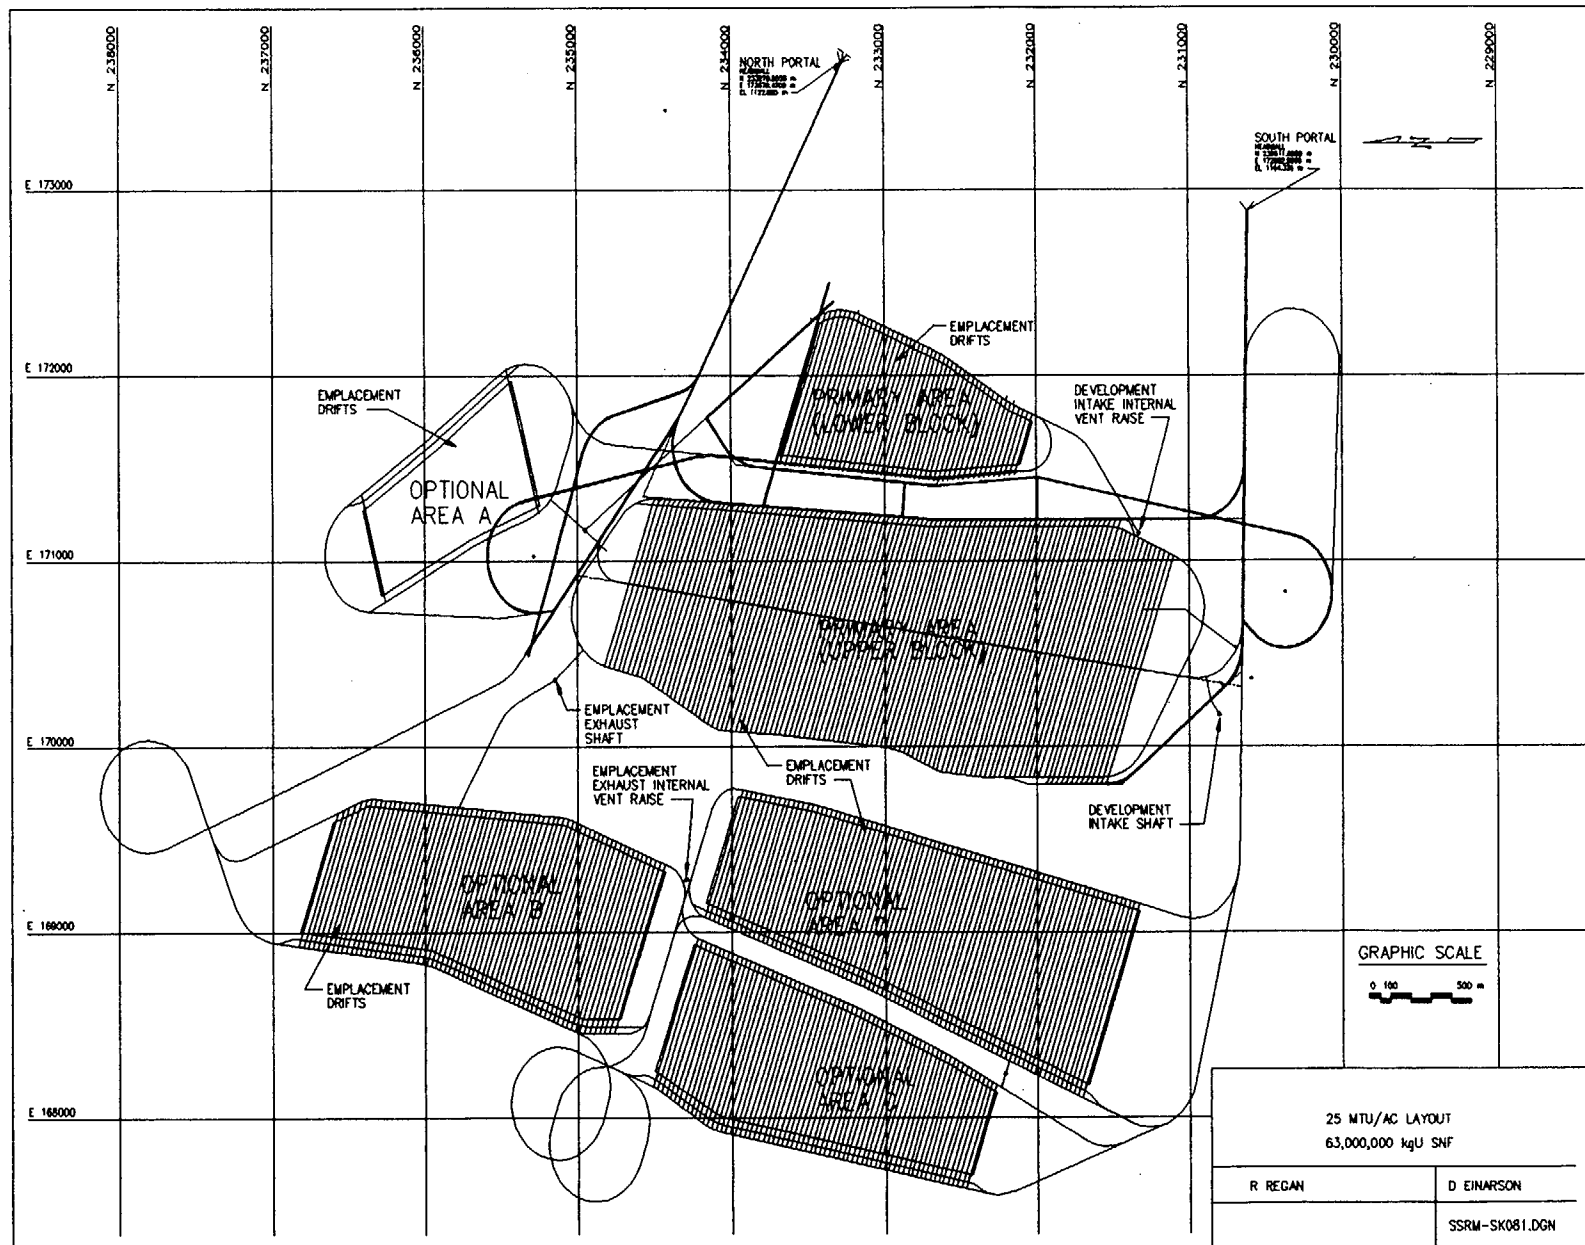 N 238000
N 237000
N 236000
N 235000
N 234000
N 233000
N 232000
N 231000
N 230000
N 229000
NORTH PORTAL
HEADWALL
SOUTH PORTAL
HEADWALL
E 173000
E 172000
E 171000
E 170000
E 169000
E 168000
EMPLACEMENT
DRIFTS
EMPLACEMENT
DRIFTS
PRIMARY AREA
(LOWER BLOCK)
DEVELOPMENT
INTAKE INTERNAL
VENT RAISE
OPTIONAL
AREA A
PRIMARY AREA
(UPPER BLOCK)
EMPLACEMENT
EXHAUST
SHAFT
EMPLACEMENT
EXHAUST INTERNAL
VENT RAISE
EMPLACEMENT
DRIFTS
DEVELOPMENT
INTAKE SHAFT
OPTIONAL
AREA B
OPTIONAL
AREA D
EMPLACEMENT
DRIFTS
OPTIONAL
AREA C
GRAPHIC SCALE
0 100 500 m
25 MTU/AC LAYOUT
63,000,000 kgU SNF
R REGAN
D EINARSON
SSRM-SK081.DGN